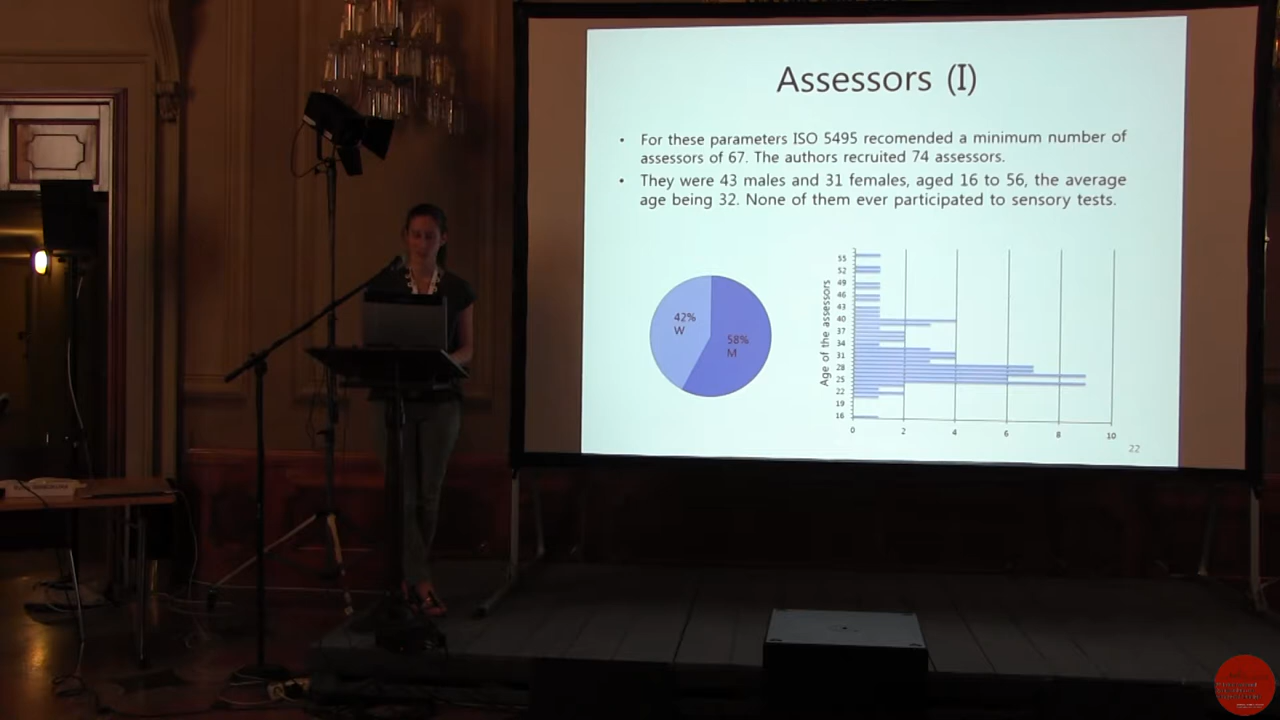 Assessors (I)
• For these parameters ISO 5495 recomended a minimum number of
assessors of 67. The authors recruited 74 assessors.
• They were 43 males and 31 females, aged 16 to 56, the average
age being 32. None of them ever participated to sensory tests.
42%
W
58%
M
Age of the assessors
55
52
49
46
43
40
37
34
31
28
25
22
19
16
0 2 4 6 8 10
22